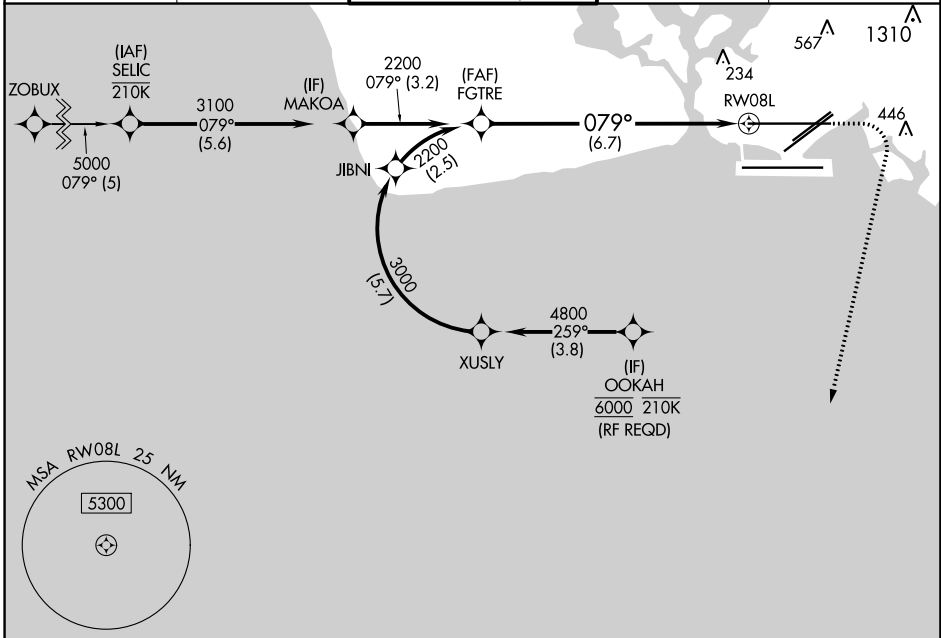 1310
567
234
446
(IAF)
SELIC
210K
ZOBUX
5000
079° (5)
3100
079°
(5.6)
(IF)
MAKOA
2200
079° (3.2)
(FAF)
FGTRE
079°
(6.7)
RW08L
JIBNI
2200
(2.5)
3000
(5.7)
XUSLY
4800
259°
(3.8)
(IF)
OOKAH
6000 210K
(RF REQD)
MSA RW08L 25 NM
5300